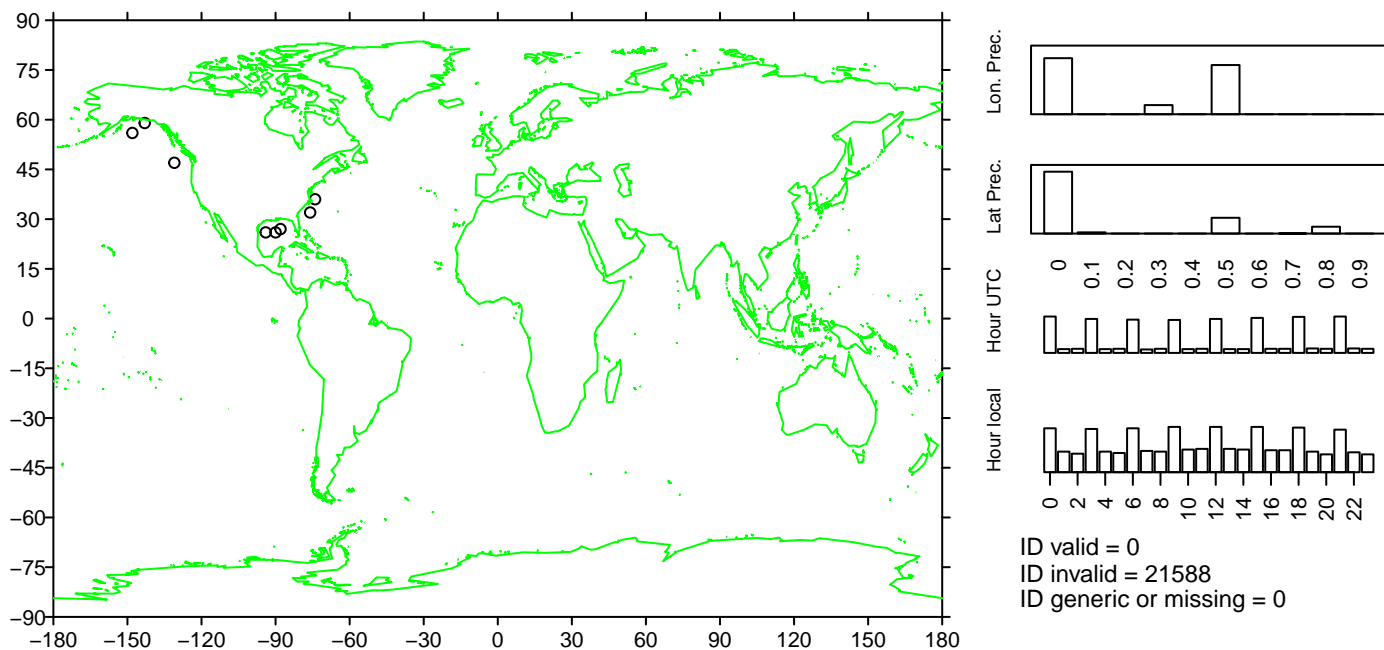 90
75
60
45
30
15
0
−15
−30
−45
−60
−75
−90
−180 −150 −120 −90 −60 −30 0 30 60 90 120 150 180
Lon. Prec.
Lat Prec.
0 0.1 0.2 0.3 0.4 0.5 0.6 0.7 0.8 0.9
Hour UTC
Hour local
0 2 4 6 8 10 12 14 16 18 20 22
ID valid = 0
ID invalid = 21588
ID generic or missing = 0